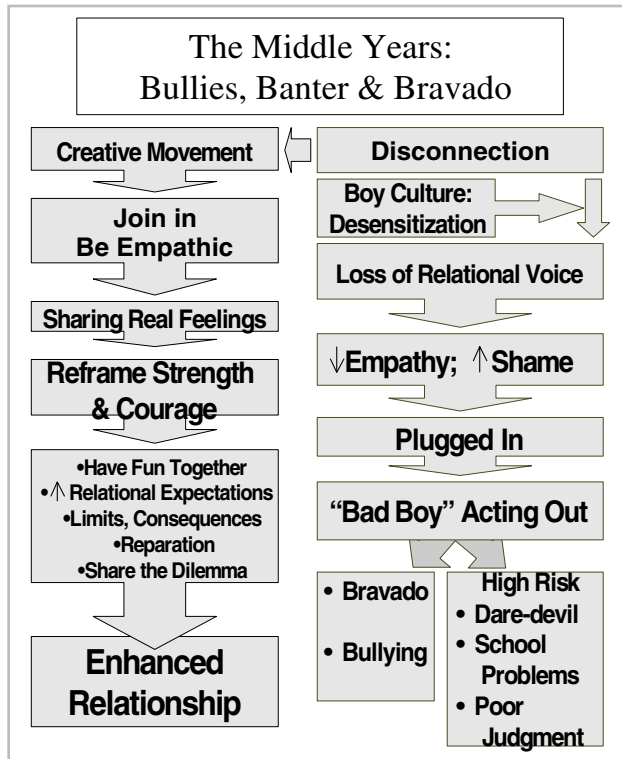 The Middle Years:
Bullies, Banter & Bravado
Creative Movement
Join in
Be Empathic
Sharing Real Feelings
Reframe Strength
& Courage
•Have Fun Together
•↑ Relational Expectations
•Limits, Consequences
•Reparation
•Share the Dilemma
Enhanced
Relationship
Disconnection
Boy Culture:
Desensitization
Loss of Relational Voice
↓Empathy; ↑Shame
Plugged In
“Bad Boy” Acting Out
• Bravado
• Bullying
High Risk
• Dare-devil
• School
Problems
• Poor
Judgment